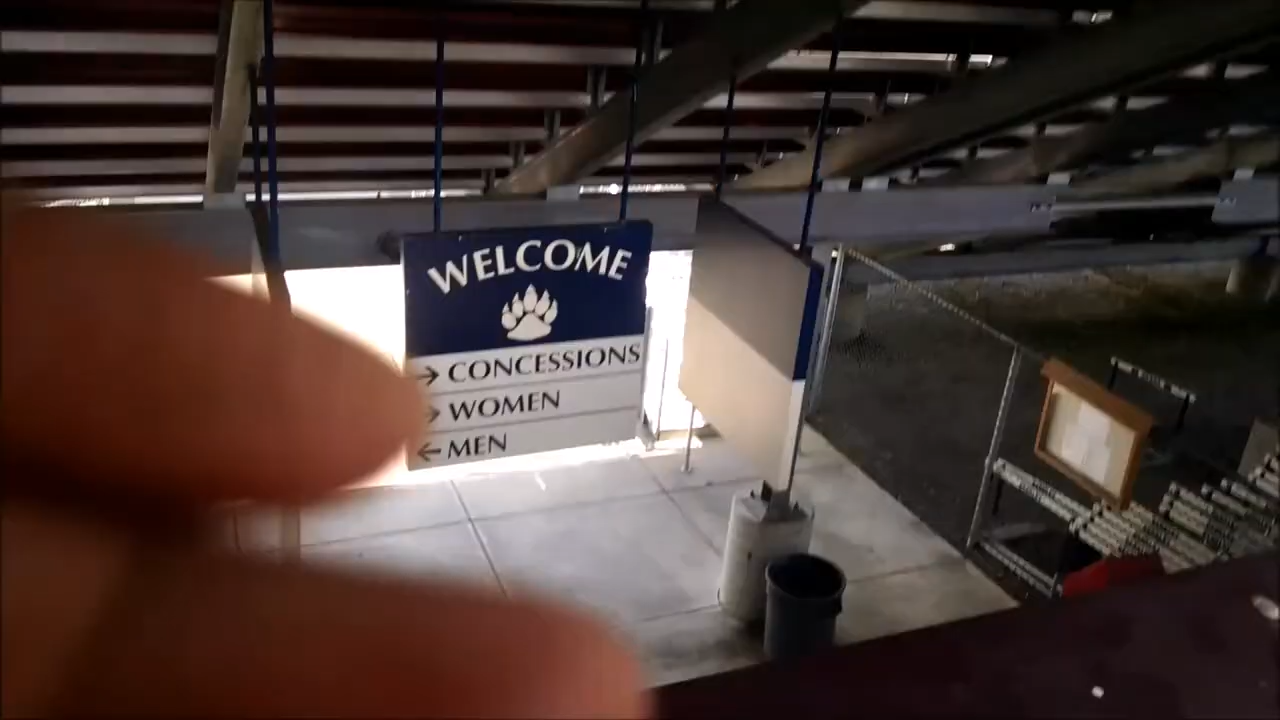 WELCOME
→ CONCESSIONS
→ WOMEN
← MEN